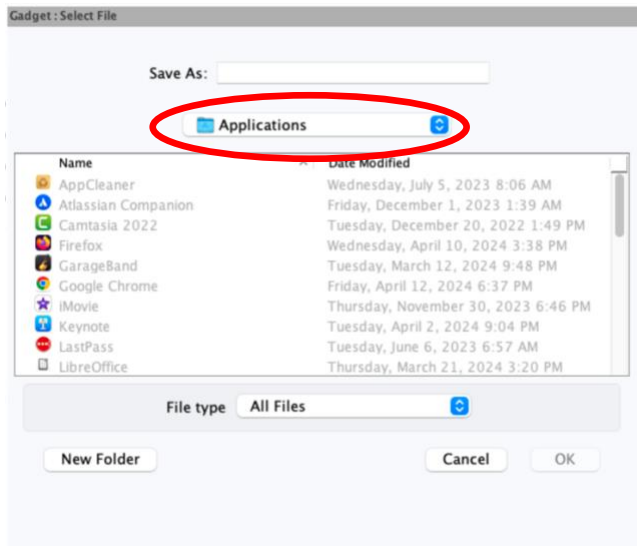 Gadget : Select File
Save As:
Applications
Name Date Modified
AppCleaner Wednesday, July 5, 2023 8:06 AM
Atlassian Companion Friday, December 1, 2023 1:39 AM
Camtasia 2022 Tuesday, December 20, 2022 1:49 PM
Firefox Wednesday, April 10, 2024 3:38 PM
GarageBand Tuesday, March 12, 2024 9:48 PM
Google Chrome Friday, April 12, 2024 6:37 PM
iMovie Thursday, November 30, 2023 6:46 PM
Keynote Tuesday, April 2, 2024 9:04 PM
LastPass Tuesday, June 6, 2023 6:57 AM
LibreOffice Thursday, March 21, 2024 3:20 PM
File type All Files
New Folder Cancel OK